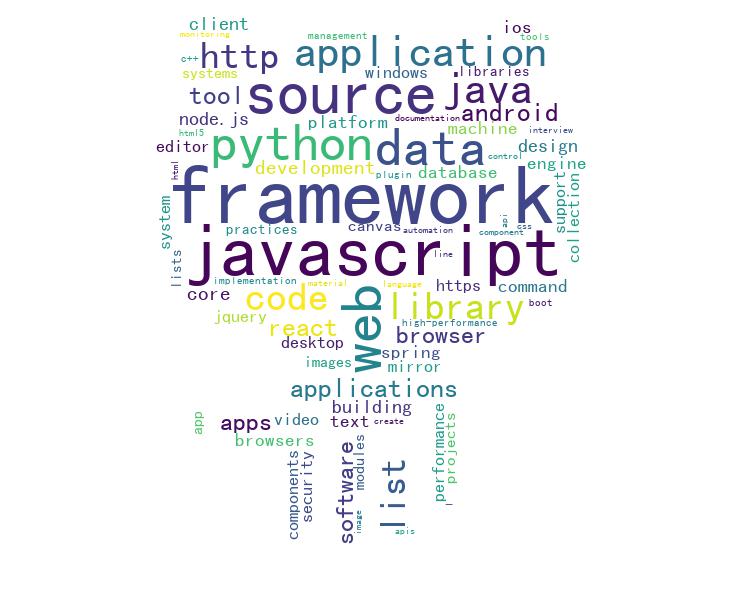 client
ios
monitoring
management
tools
http
application
c++
systems
windows
libraries
tool
source
java
node.js
platform
documentation
android
html5
machine
interview
editor
python
data
design
control
engine
html
development
plugin
database
framework
support
collection
system
practices
canvas
automation
api
component
css
javascript
line
lists
implementation
material
language
https
command
core
code
web
library
boot
jquery
react
high-performance
desktop
browser
images
spring
mirror
applications
building
app
apps
video
text
create
browsers
performance
projects
components
security
software
modules
image
list
apis